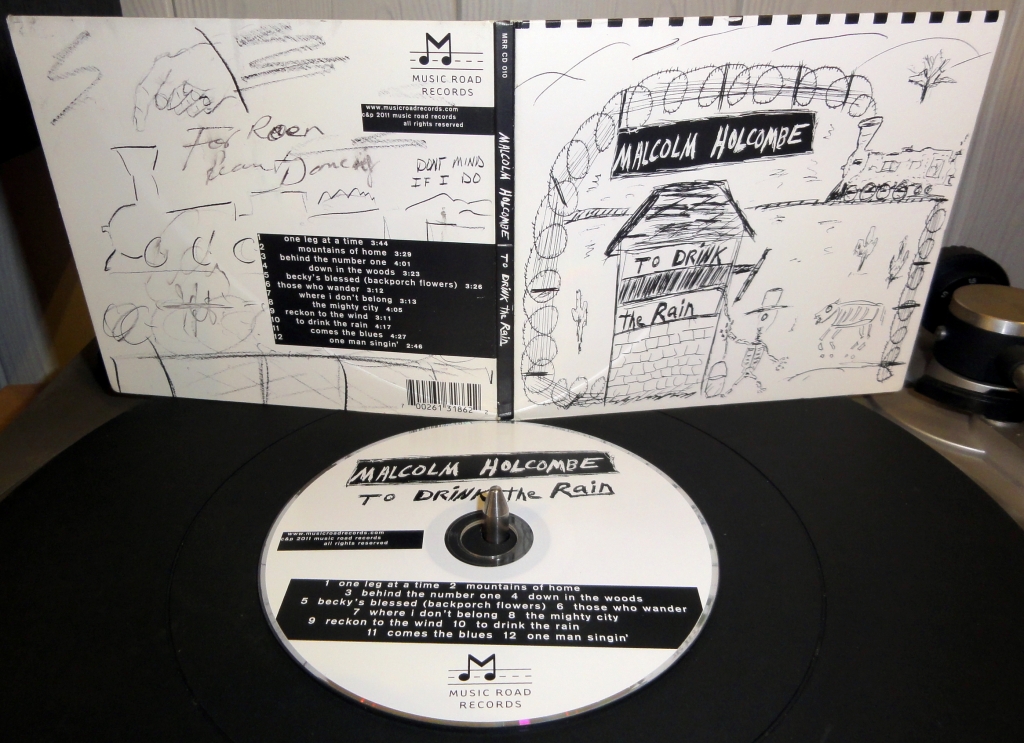 MUSIC ROAD
RECORDS
www.musicroadrecords.com
c&p 2011 music road records
all rights reserved
For
DONT MIND
IF I DO
1 one leg at a time 3:44
2 mountains of home 3:29
3 behind the number one 4:01
4 down in the woods 3:23
5 becky's blessed (backporch flowers) 3:26
6 those who wander 3:12
7 where i don't belong 3:13
8 the mighty city 4:05
9 reckon to the wind 3:11
10 to drink the rain 4:17
11 comes the blues 4:27
12 one man singin' 2:46
7 00261 31862 2
MRR CD 010
MALCOLM HOLCOMBE | TO DRINK the RAIN
MALCOLM HOLCOMBE
TO DRINK
the Rain
MALCOLM HOLCOMBE
TO DRINK the Rain
www.musicroadrecords.com
c&p 2011 music road records
all rights reserved
1 one leg at a time 2 mountains of home
3 behind the number one 4 down in the woods
5 becky's blessed (backporch flowers) 6 those who wander
7 where i don't belong 8 the mighty city
9 reckon to the wind 10 to drink the rain
11 comes the blues 12 one man singin'
MUSIC ROAD
RECORDS